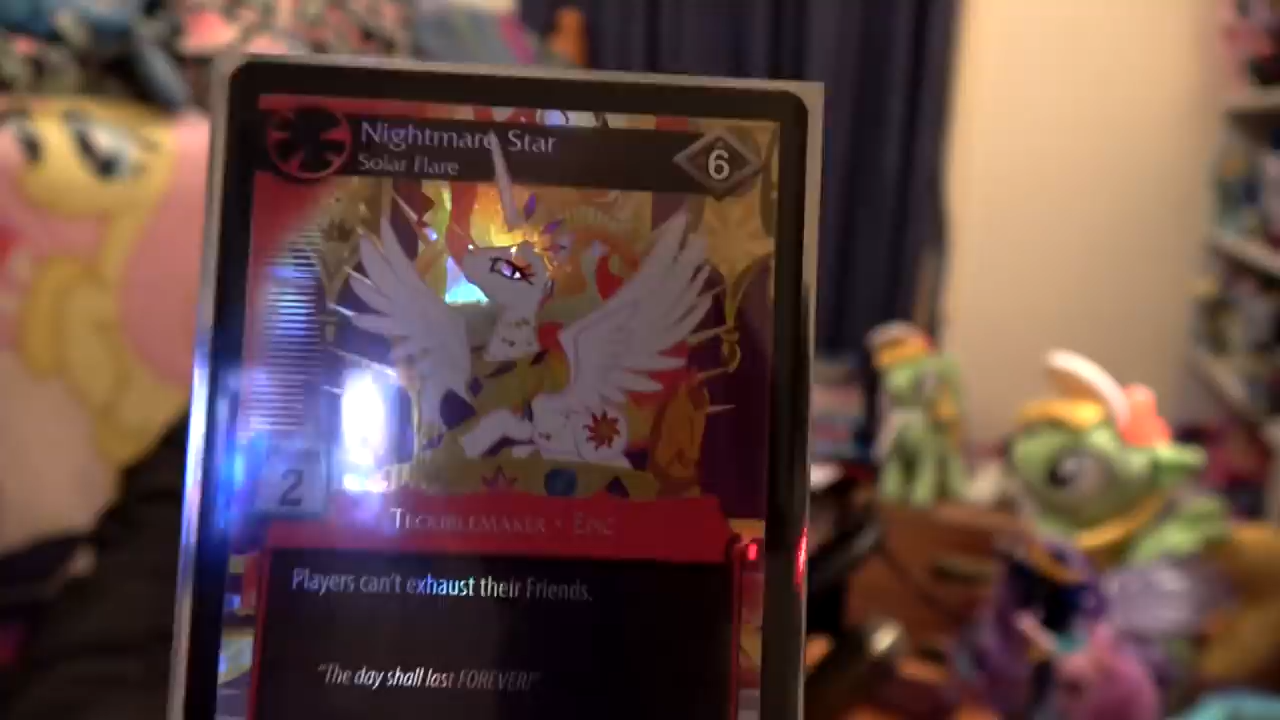 Nightmare Star
Solar Flare
6
2
Troublemaker • Epic
Players can't exhaust their Friends.
"The day shall last FOREVER!"